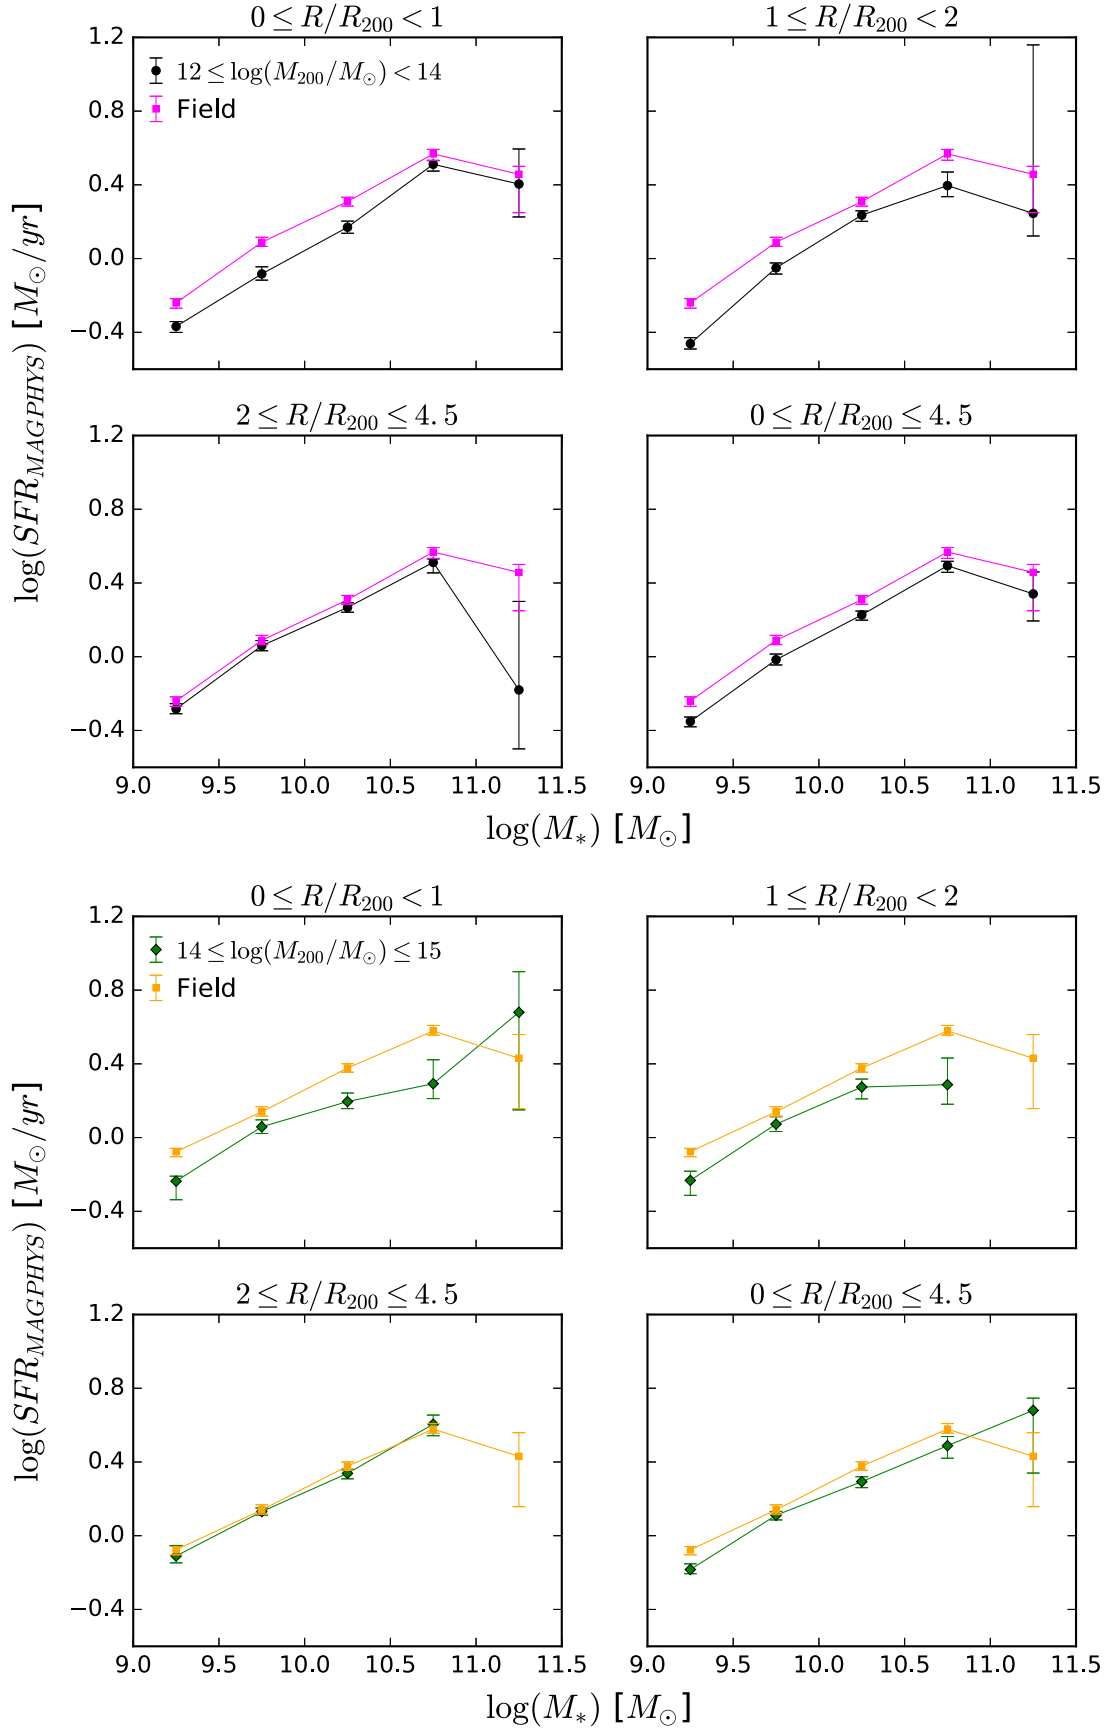 0 ≤ R/R₂₀₀ < 1
1 ≤ R/R₂₀₀ < 2
1.2
0.8
0.4
0.0
−0.4
12 ≤ log(M₂₀₀/M⊙) < 14
Field
2 ≤ R/R₂₀₀ ≤ 4.5
0 ≤ R/R₂₀₀ ≤ 4.5
1.2
0.8
0.4
0.0
−0.4
log(SFR_MAGPHYS) [M⊙/yr]
9.0 9.5 10.0 10.5 11.0 11.5
9.0 9.5 10.0 10.5 11.0 11.5
log(M∗) [M⊙]
0 ≤ R/R₂₀₀ < 1
1 ≤ R/R₂₀₀ < 2
1.2
0.8
0.4
0.0
−0.4
14 ≤ log(M₂₀₀/M⊙) ≤ 15
Field
2 ≤ R/R₂₀₀ ≤ 4.5
0 ≤ R/R₂₀₀ ≤ 4.5
1.2
0.8
0.4
0.0
−0.4
log(SFR_MAGPHYS) [M⊙/yr]
9.0 9.5 10.0 10.5 11.0 11.5
9.0 9.5 10.0 10.5 11.0 11.5
log(M∗) [M⊙]